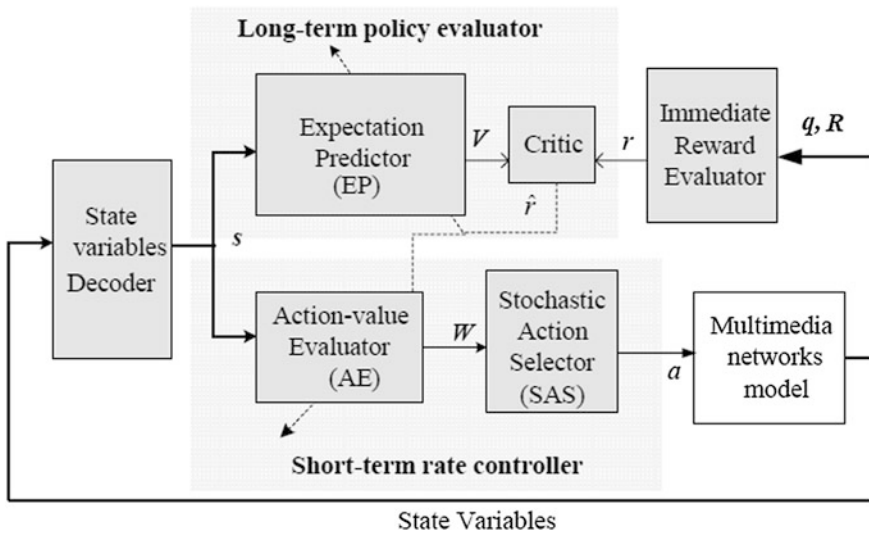 Long-term policy evaluator
Expectation
Predictor
(EP)
V
Critic
r
Immediate
Reward
Evaluator
q, R
r̂
State
variables
Decoder
s
Action-value
Evaluator
(AE)
W
Stochastic
Action
Selector
(SAS)
a
Multimedia
networks
model
Short-term rate controller
State Variables